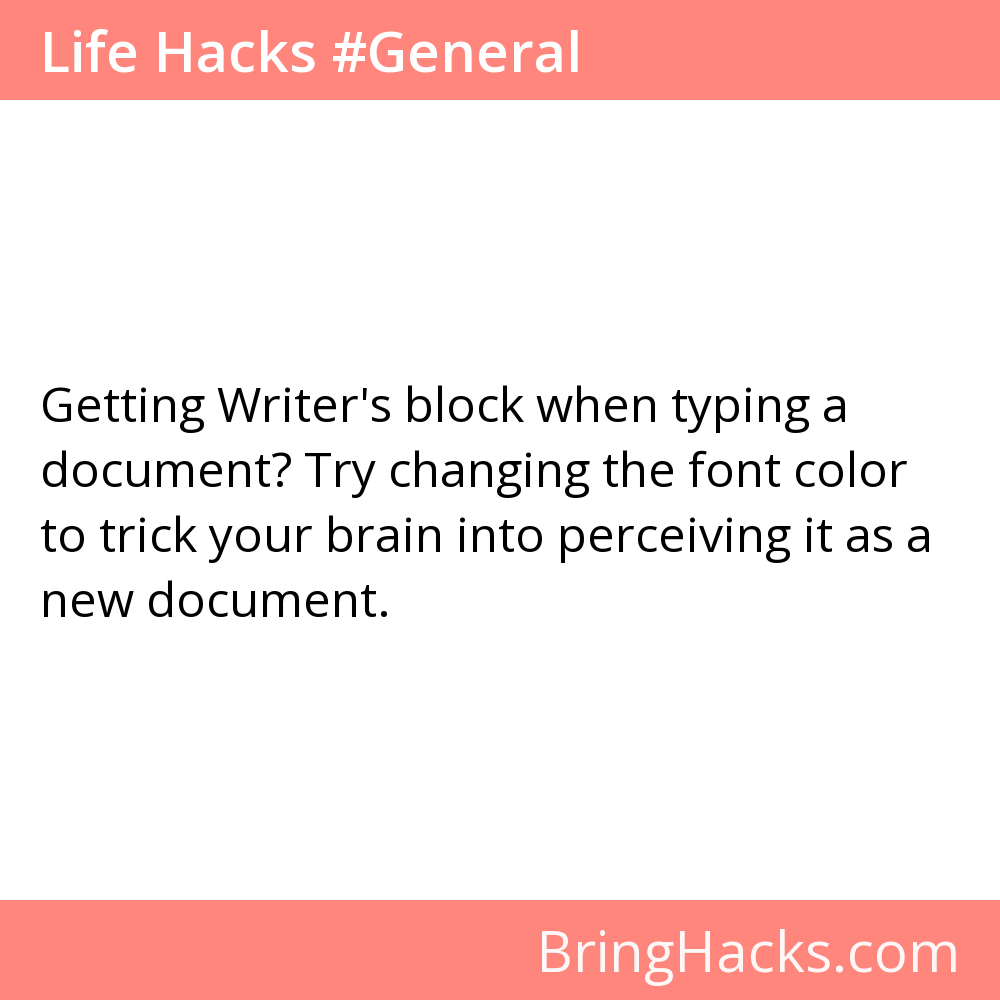 Life Hacks #General
Getting Writer's block when typing a
document? Try changing the font color
to trick your brain into perceiving it as a
new document.
BringHacks.com